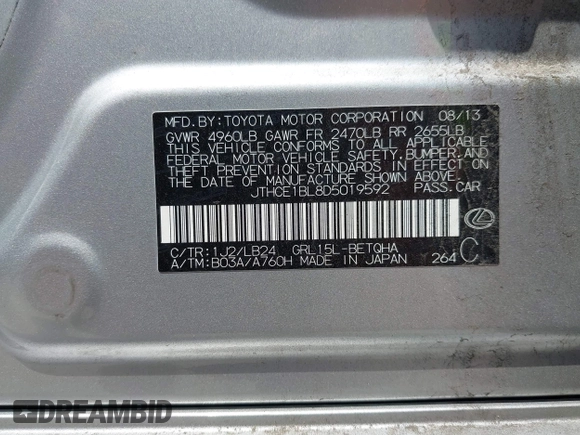 MFD. BY: TOYOTA MOTOR CORPORATION 08/13
GVWR 4960LB GAWR FR 2470LB RR 2655LB
THIS VEHICLE CONFORMS TO ALL APPLICABLE
FEDERAL MOTOR VEHICLE SAFETY, BUMPER, AND
THEFT PREVENTION STANDARDS IN EFFECT ON
THE DATE OF MANUFACTURE SHOWN ABOVE.
JTHCE1BL8D5019592 PASS. CAR
C/TR: 1J2/LB24 GRL15L-BETQHA
A/TM: B03A/A760H MADE IN JAPAN 264 C
DREAMBID